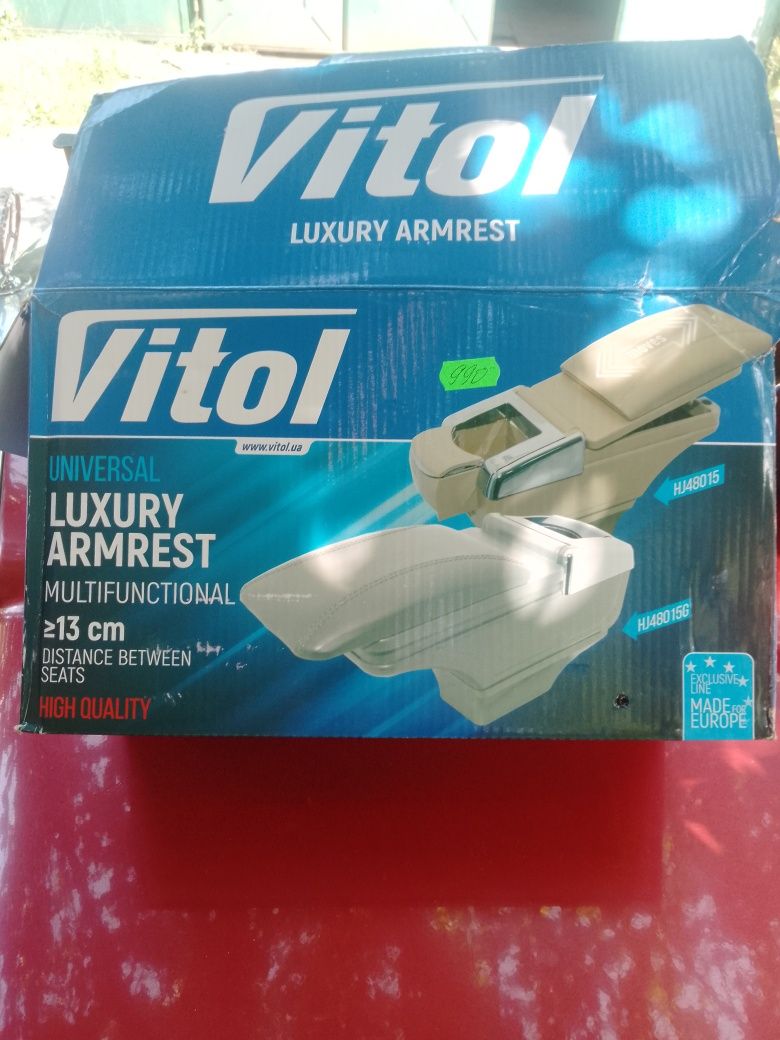 Vitol
LUXURY ARMREST
Vitol
www.vitol.ua
990
UNIVERSAL
LUXURY
ARMREST
MULTIFUNCTIONAL
≥13 cm
DISTANCE BETWEEN
SEATS
HIGH QUALITY
HJ48015
HJ48015G
EXCLUSIVE
LINE
MADE FOR
EUROPE